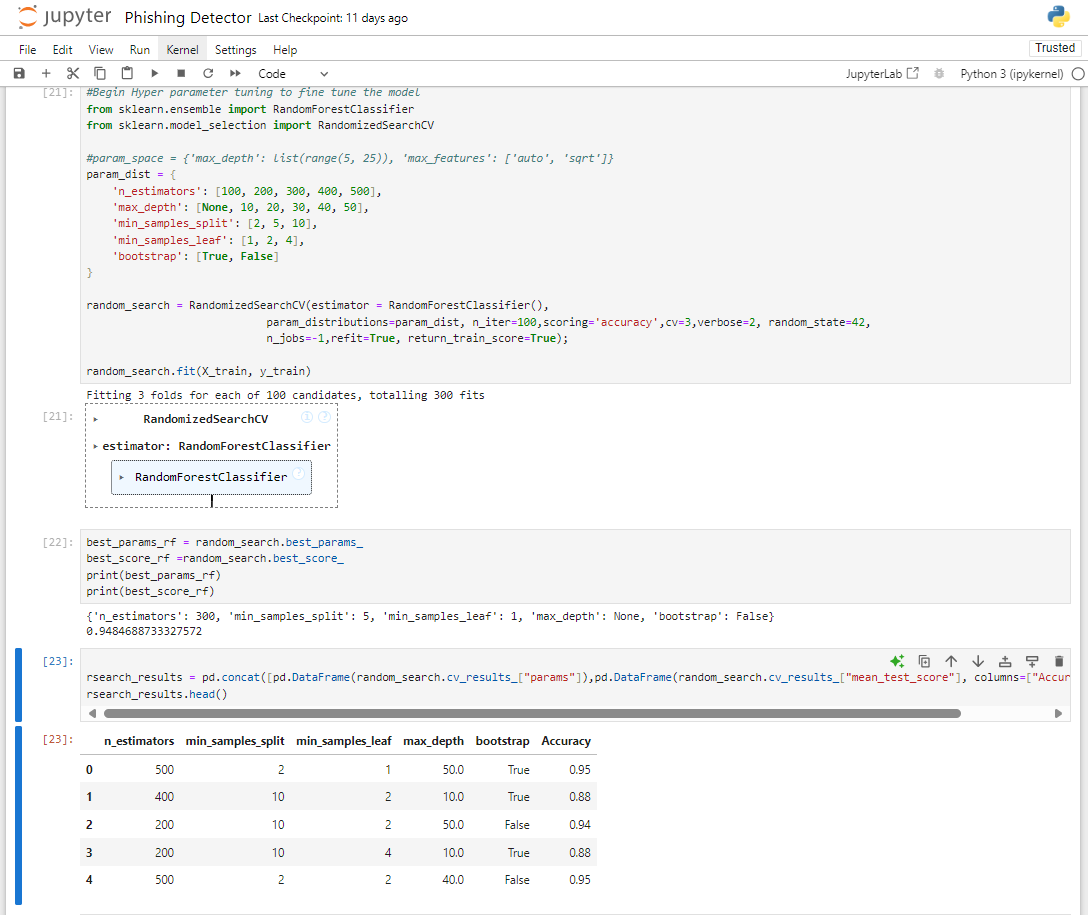 jupyter Phishing Detector Last Checkpoint: 11 days ago
File Edit View Run Kernel Settings Help Trusted
Code JupyterLab Python 3 (ipykernel)
[21]: #Begin Hyper parameter tuning to fine tune the model
from sklearn.ensemble import RandomForestClassifier
from sklearn.model_selection import RandomizedSearchCV
#param_space = {'max_depth': list(range(5, 25)), 'max_features': ['auto', 'sqrt']}
param_dist = {
'n_estimators': [100, 200, 300, 400, 500],
'max_depth': [None, 10, 20, 30, 40, 50],
'min_samples_split': [2, 5, 10],
'min_samples_leaf': [1, 2, 4],
'bootstrap': [True, False]
}
random_search = RandomizedSearchCV(estimator = RandomForestClassifier(),
param_distributions=param_dist, n_iter=100,scoring='accuracy',cv=3,verbose=2, random_state=42,
n_jobs=-1,refit=True, return_train_score=True);
random_search.fit(X_train, y_train)
Fitting 3 folds for each of 100 candidates, totalling 300 fits
[21]: RandomizedSearchCV i ?
estimator: RandomForestClassifier
RandomForestClassifier ?
[22]: best_params_rf = random_search.best_params_
best_score_rf =random_search.best_score_
print(best_params_rf)
print(best_score_rf)
{'n_estimators': 300, 'min_samples_split': 5, 'min_samples_leaf': 1, 'max_depth': None, 'bootstrap': False}
0.9484688733327572
[23]:
rsearch_results = pd.concat([pd.DataFrame(random_search.cv_results_["params"]),pd.DataFrame(random_search.cv_results_["mean_test_score"], columns=["Accur
rsearch_results.head()
[23]: n_estimators min_samples_split min_samples_leaf max_depth bootstrap Accuracy
0 500 2 1 50.0 True 0.95
1 400 10 2 10.0 True 0.88
2 200 10 2 50.0 False 0.94
3 200 10 4 10.0 True 0.88
4 500 2 2 40.0 False 0.95